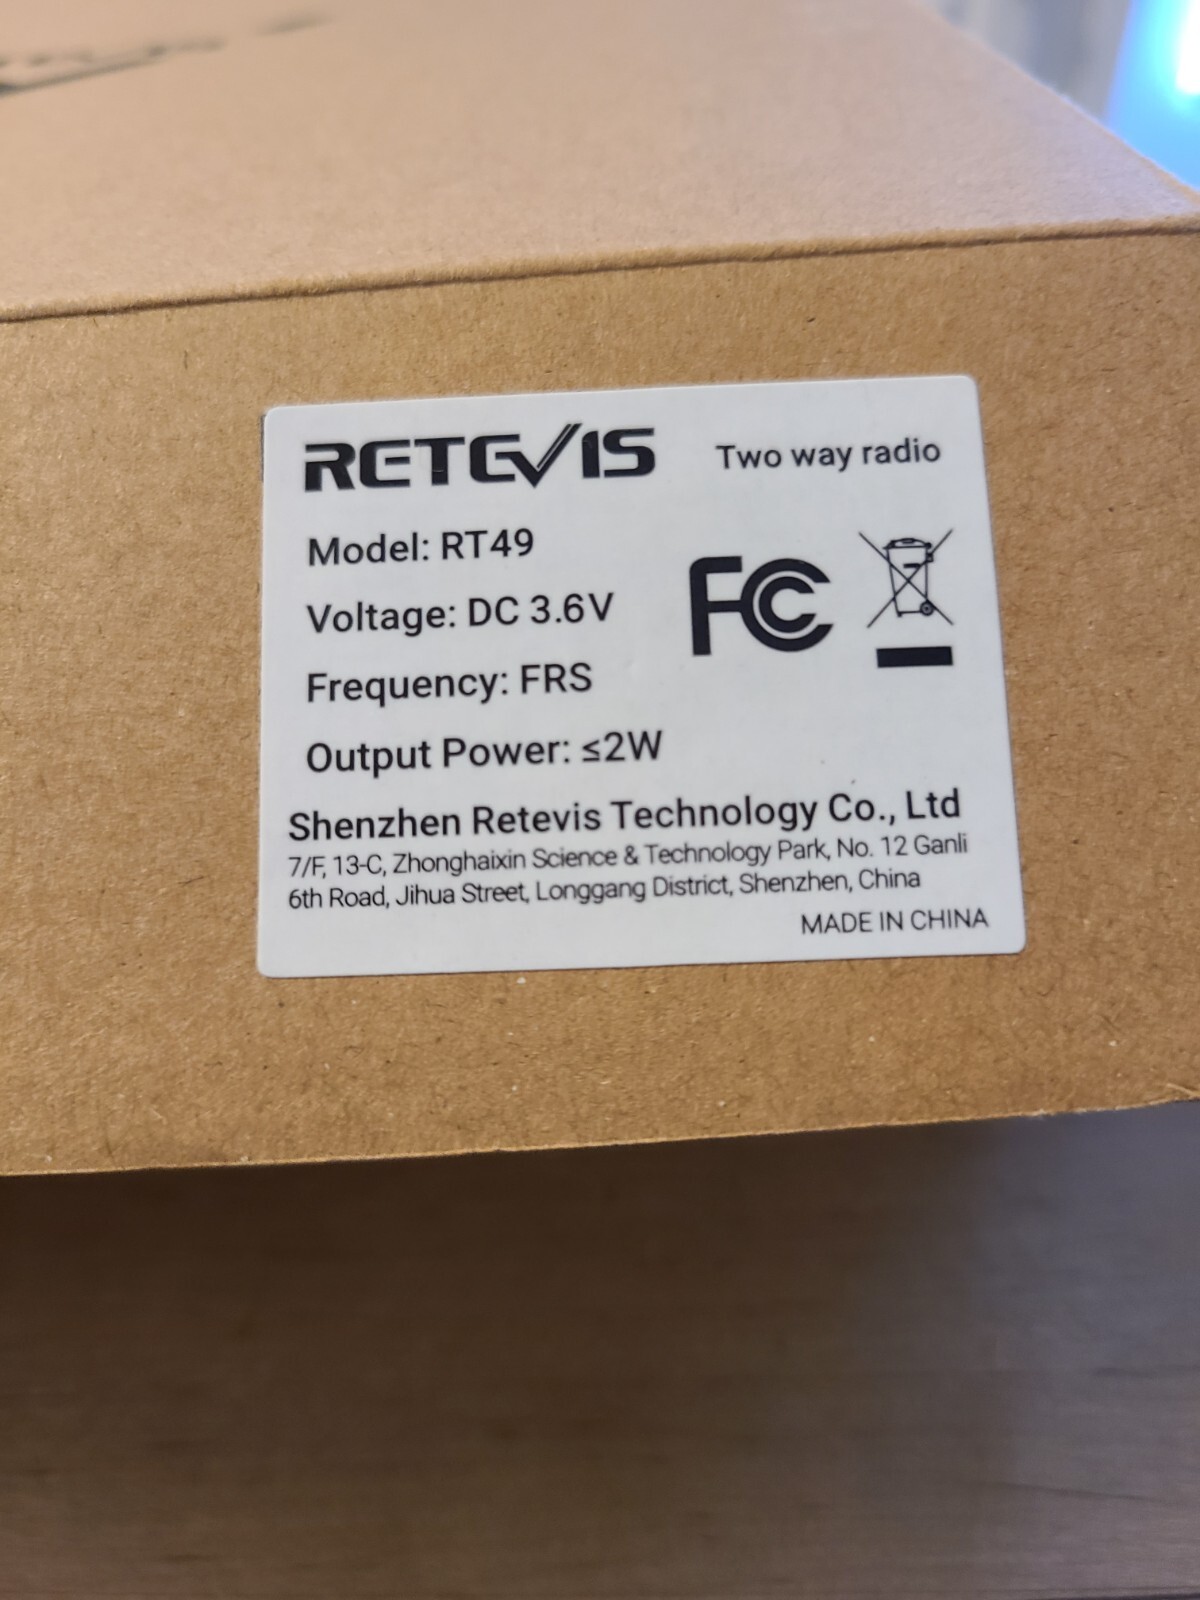 RETEVIS Two way radio
Model: RT49
Voltage: DC 3.6V
FC
Frequency: FRS
Output Power: ≤2W
Shenzhen Retevis Technology Co., Ltd
7/F, 13-C, Zhonghaixin Science & Technology Park, No. 12 Ganli
6th Road, Jihua Street, Longgang District, Shenzhen, China
MADE IN CHINA